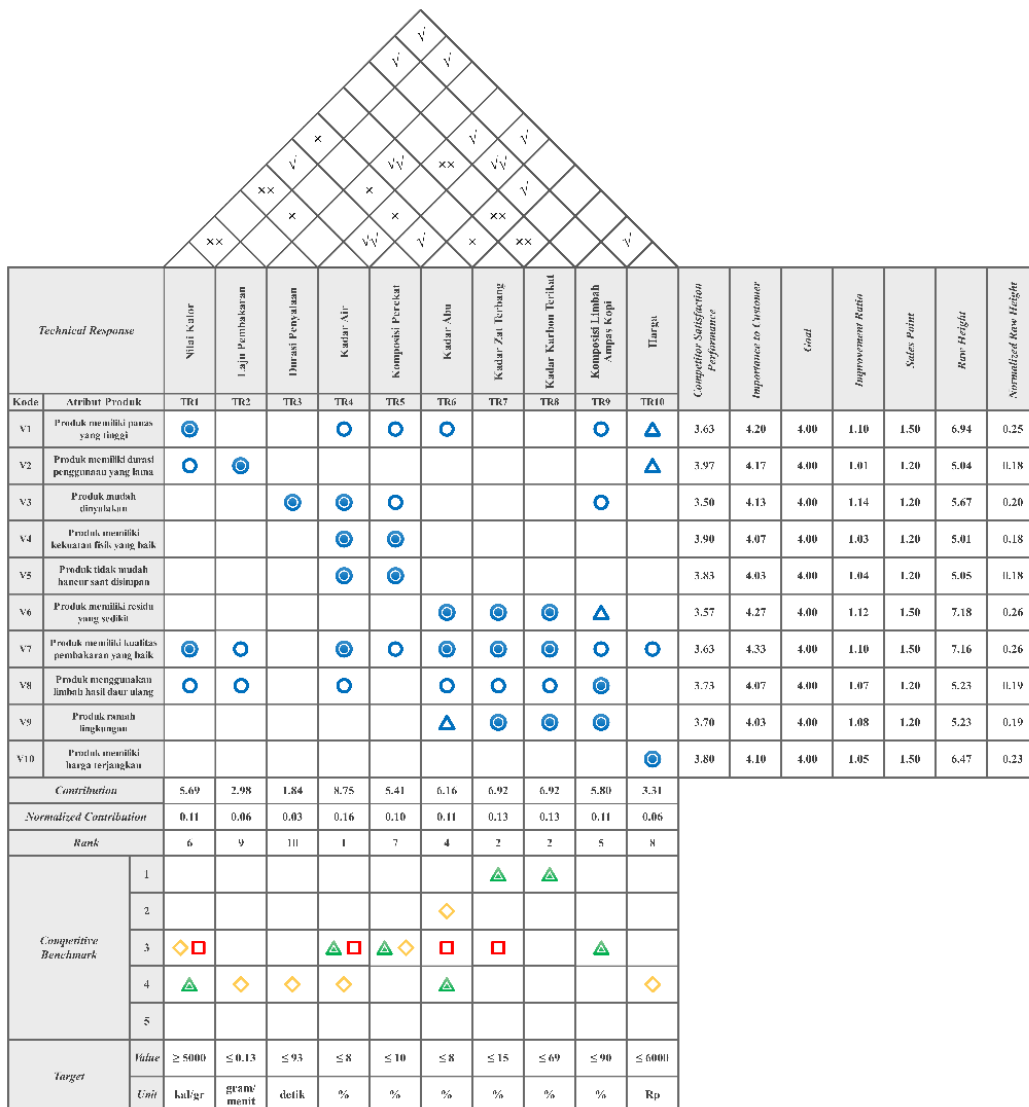 √
√ √
× √ √
√ √√ ×× √√
×× × √
× × ××
×× √√ √ × ×× √
Technical Response
Nilai Kalor
Laju Pembakaran
Durasi Penyalaan
Kadar Air
Komposisi Perekat
Kadar Abu
Kadar Zat Terbang
Kadar Karbon Terikat
Komposisi Limbah
Ampas Kopi
Harga
Competitor Satisfaction
Performance
Importance to Customer
Goal
Improvement Ratio
Sales Point
Raw Height
Normalized Raw Height
Kode Atribut Produk TR1 TR2 TR3 TR4 TR5 TR6 TR7 TR8 TR9 TR10
V1 Produk memiliki panas
yang tinggi
3.63 4.20 4.00 1.10 1.50 6.94 0.25
V2 Produk memiliki durasi
penggunaan yang lama
3.97 4.17 4.00 1.01 1.20 5.04 0.18
V3 Produk mudah
dinyalakan
3.50 4.13 4.00 1.14 1.20 5.67 0.20
V4 Produk memiliki
kekuatan fisik yang baik
3.90 4.07 4.00 1.03 1.20 5.01 0.18
V5 Produk tidak mudah
hancur saat disimpan
3.83 4.03 4.00 1.04 1.20 5.05 0.18
V6 Produk memiliki residu
yang sedikit
3.57 4.27 4.00 1.12 1.50 7.18 0.26
V7 Produk memiliki kualitas
pembakaran yang baik
3.63 4.33 4.00 1.10 1.50 7.16 0.26
V8 Produk menggunakan
limbah hasil daur ulang
3.73 4.07 4.00 1.07 1.20 5.23 0.19
V9 Produk ramah
lingkungan
3.70 4.03 4.00 1.08 1.20 5.23 0.19
V10 Produk memiliki
harga terjangkau
3.80 4.10 4.00 1.05 1.50 6.47 0.23
Contribution 5.69 2.98 1.84 8.75 5.41 6.16 6.92 6.92 5.80 3.31
Normalized Contribution 0.11 0.06 0.03 0.16 0.10 0.11 0.13 0.13 0.11 0.06
Rank 6 9 10 1 7 4 2 2 5 8
Competitive
Benchmark
1
2
3
4
5
Target
Value ≥ 5000 ≤ 0.13 ≤ 93 ≤ 8 ≤ 10 ≤ 8 ≤ 15 ≤ 69 ≤ 90 ≤ 6000
Unit kal/gr gram/
menit detik % % % % % % Rp